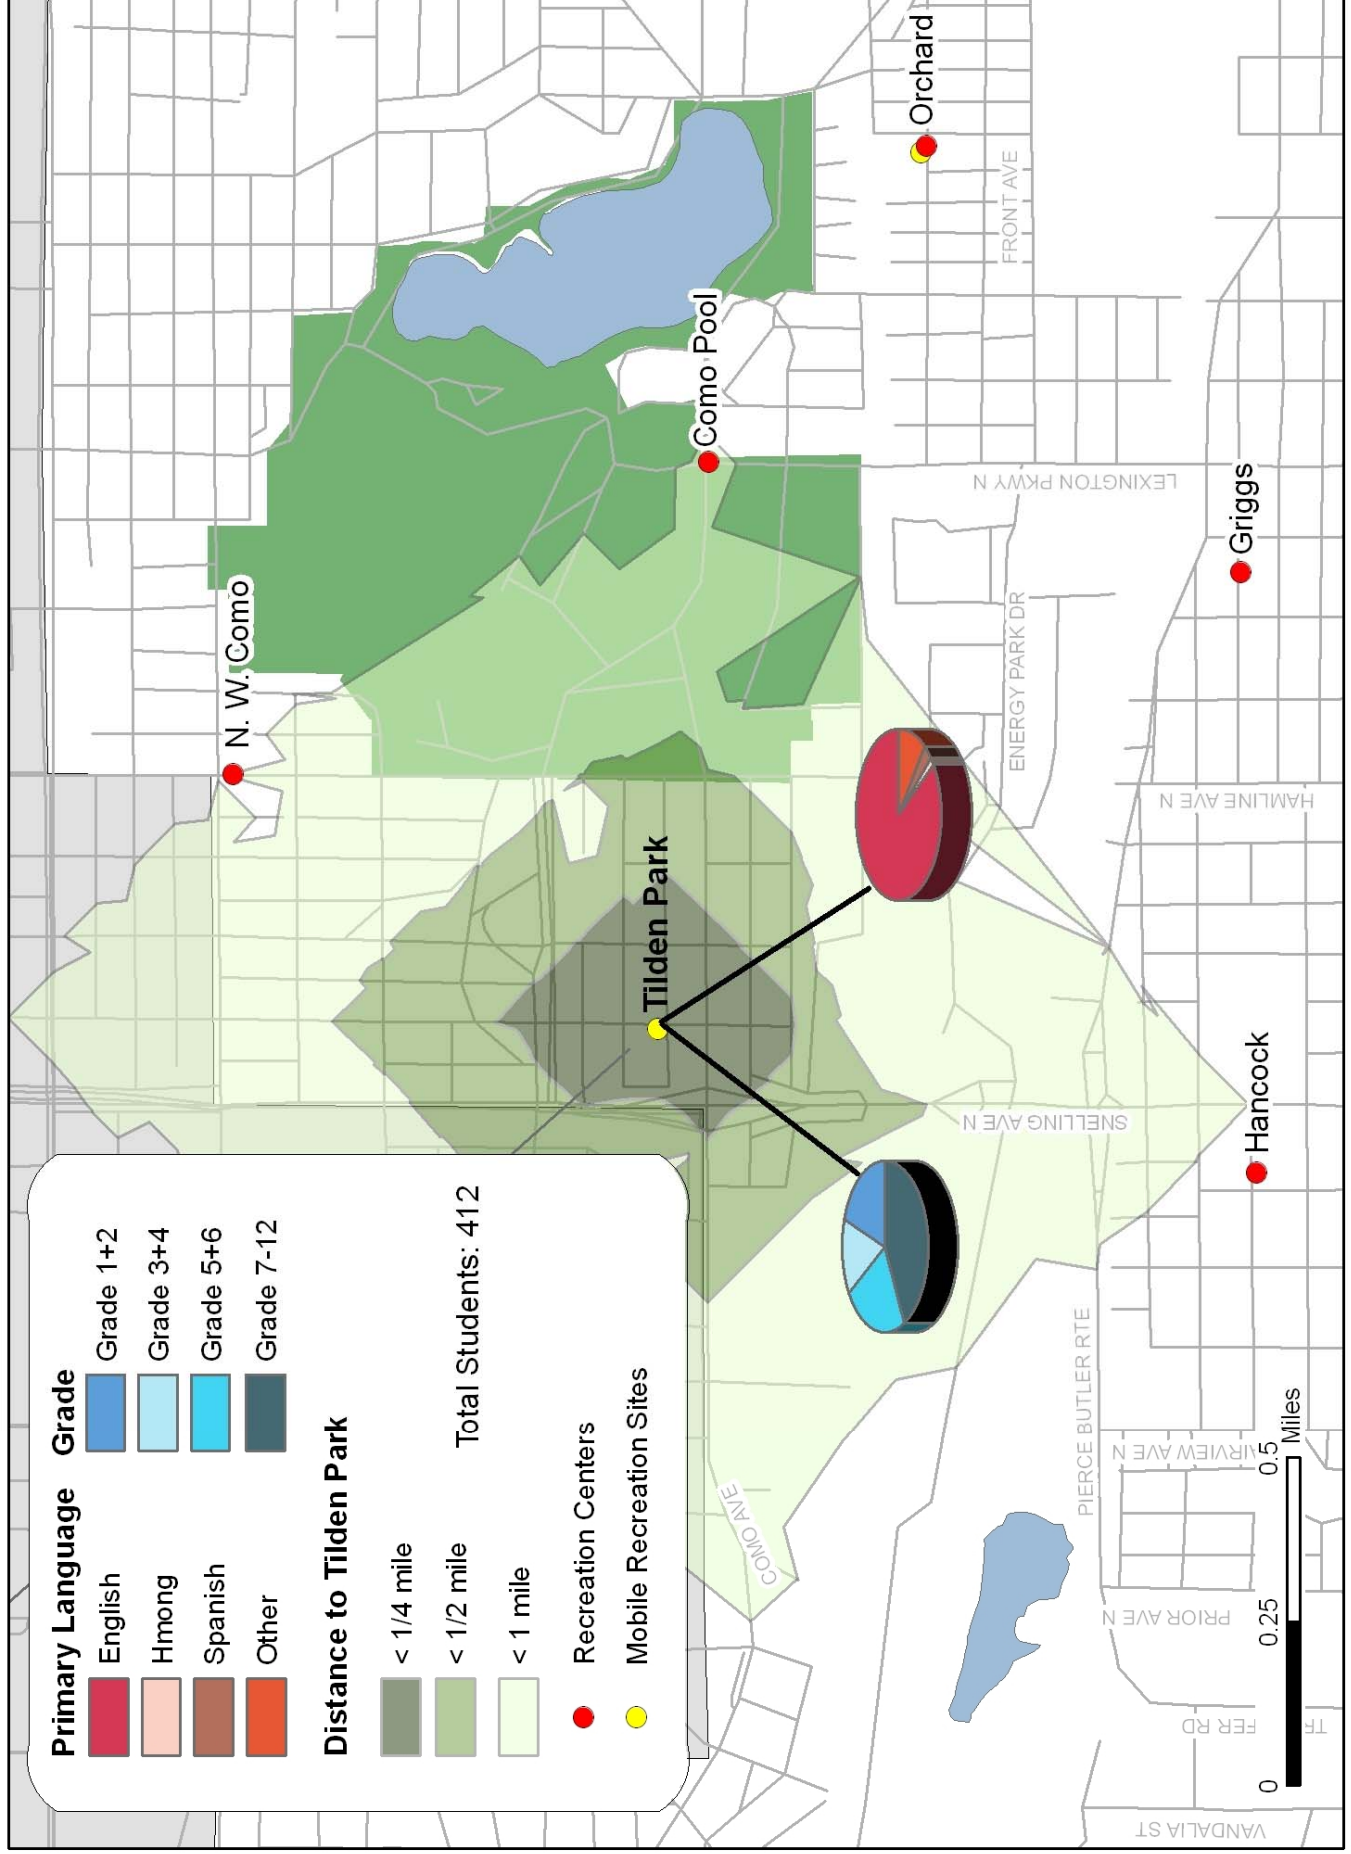 Primary Language
English
Hmong
Spanish
Other
Grade
Grade 1+2
Grade 3+4
Grade 5+6
Grade 7-12
Distance to Tilden Park
< 1/4 mile
< 1/2 mile
< 1 mile
Total Students: 412
Recreation Centers
Mobile Recreation Sites
N. W. Como
Tilden Park
Como Pool
Orchard
Griggs
Hancock
COMO AVE
FRONT AVE
LEXINGTON PKWY N
ENERGY PARK DR
HAMLINE AVE N
SNELLING AVE N
PIERCE BUTLER RTE
AIRVIEW AVE N
PRIOR AVE N
FER RD
VANDALIA ST
0
0.25
0.5
Miles